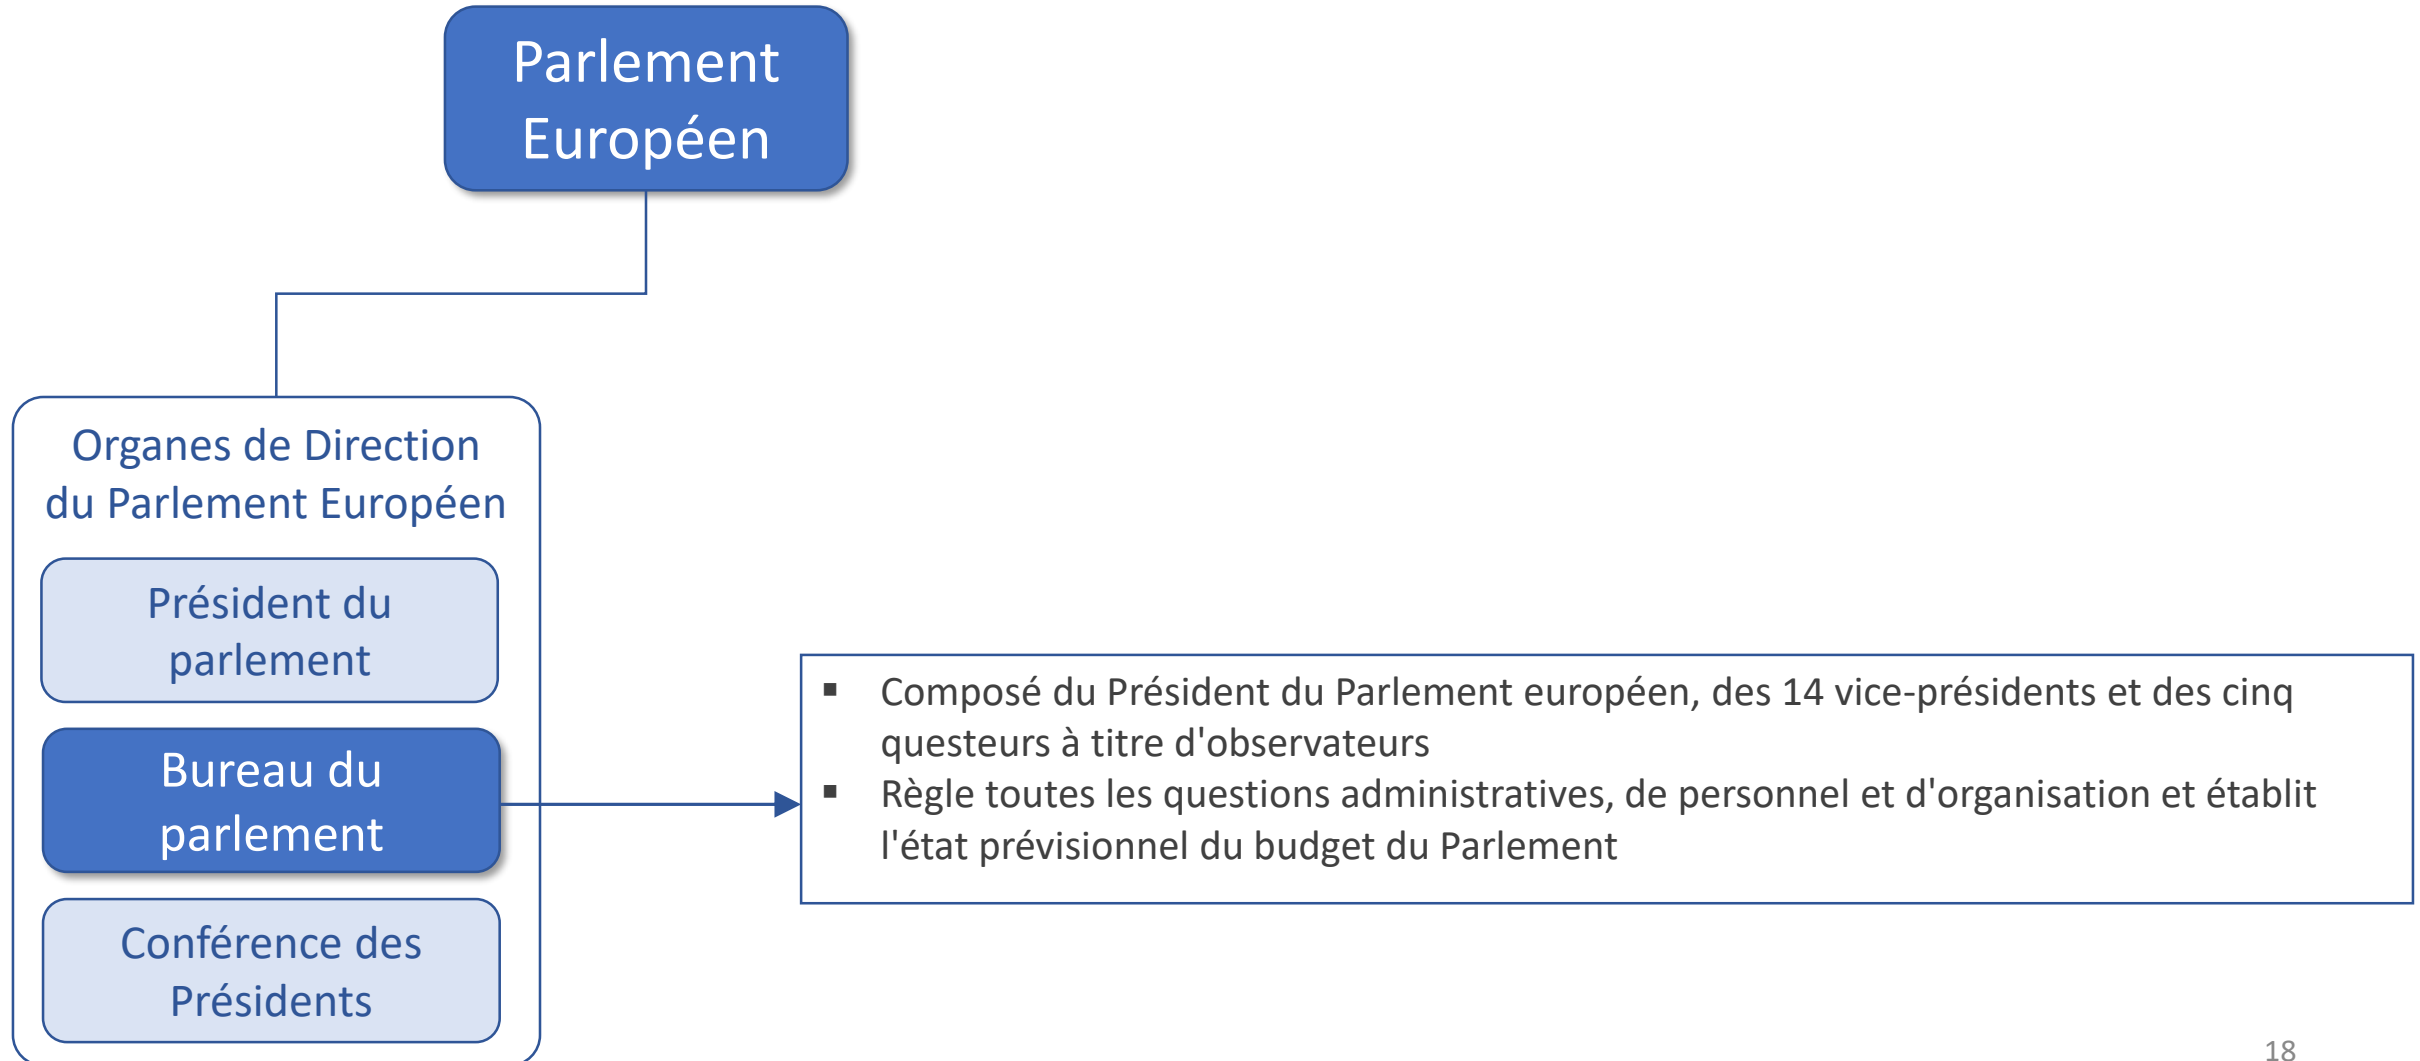 Parlement
Européen
Organes de Direction
du Parlement Européen
Président du
parlement
Bureau du
parlement
Conférence des
Présidents
▪ Composé du Président du Parlement européen, des 14 vice-présidents et des cinq
questeurs à titre d'observateurs
▪ Règle toutes les questions administratives, de personnel et d'organisation et établit
l'état prévisionnel du budget du Parlement
18